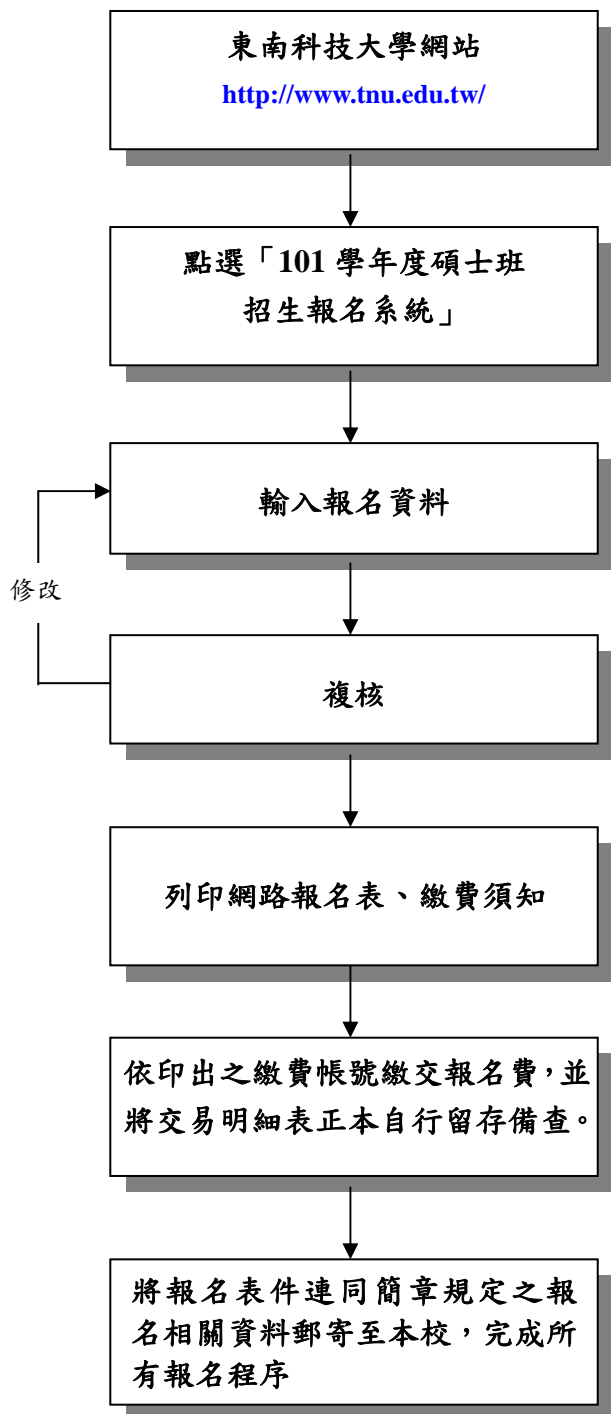 東南科技大學網站
http://www.tnu.edu.tw/
點選「101 學年度碩士班
招生報名系統」
輸入報名資料
修改
複核
列印網路報名表、繳費須知
依印出之繳費帳號繳交報名費，並
將交易明細表正本自行留存備查。
將報名表件連同簡章規定之報
名相關資料郵寄至本校，完成所
有報名程序